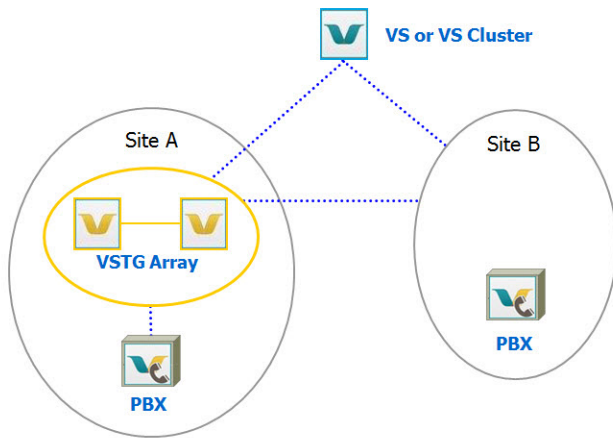 VS or VS Cluster
Site A
Site B
VSTG Array
PBX
PBX